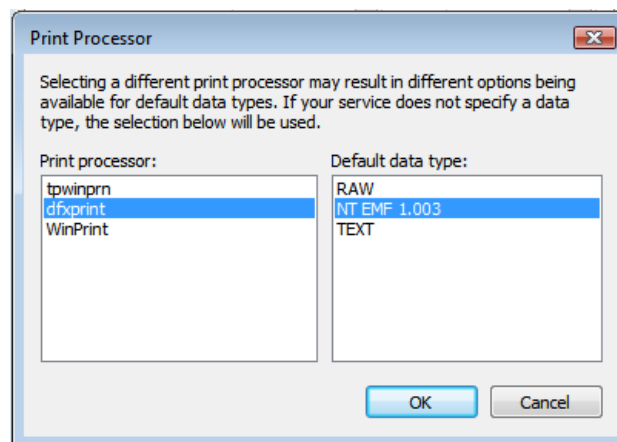 Print Processor
Selecting a different print processor may result in different options being
available for default data types. If your service does not specify a data
type, the selection below will be used.
Print processor:
Default data type:
tpwinprn
dfxprint
WinPrint
RAW
NT EMF 1.003
TEXT
OK
Cancel